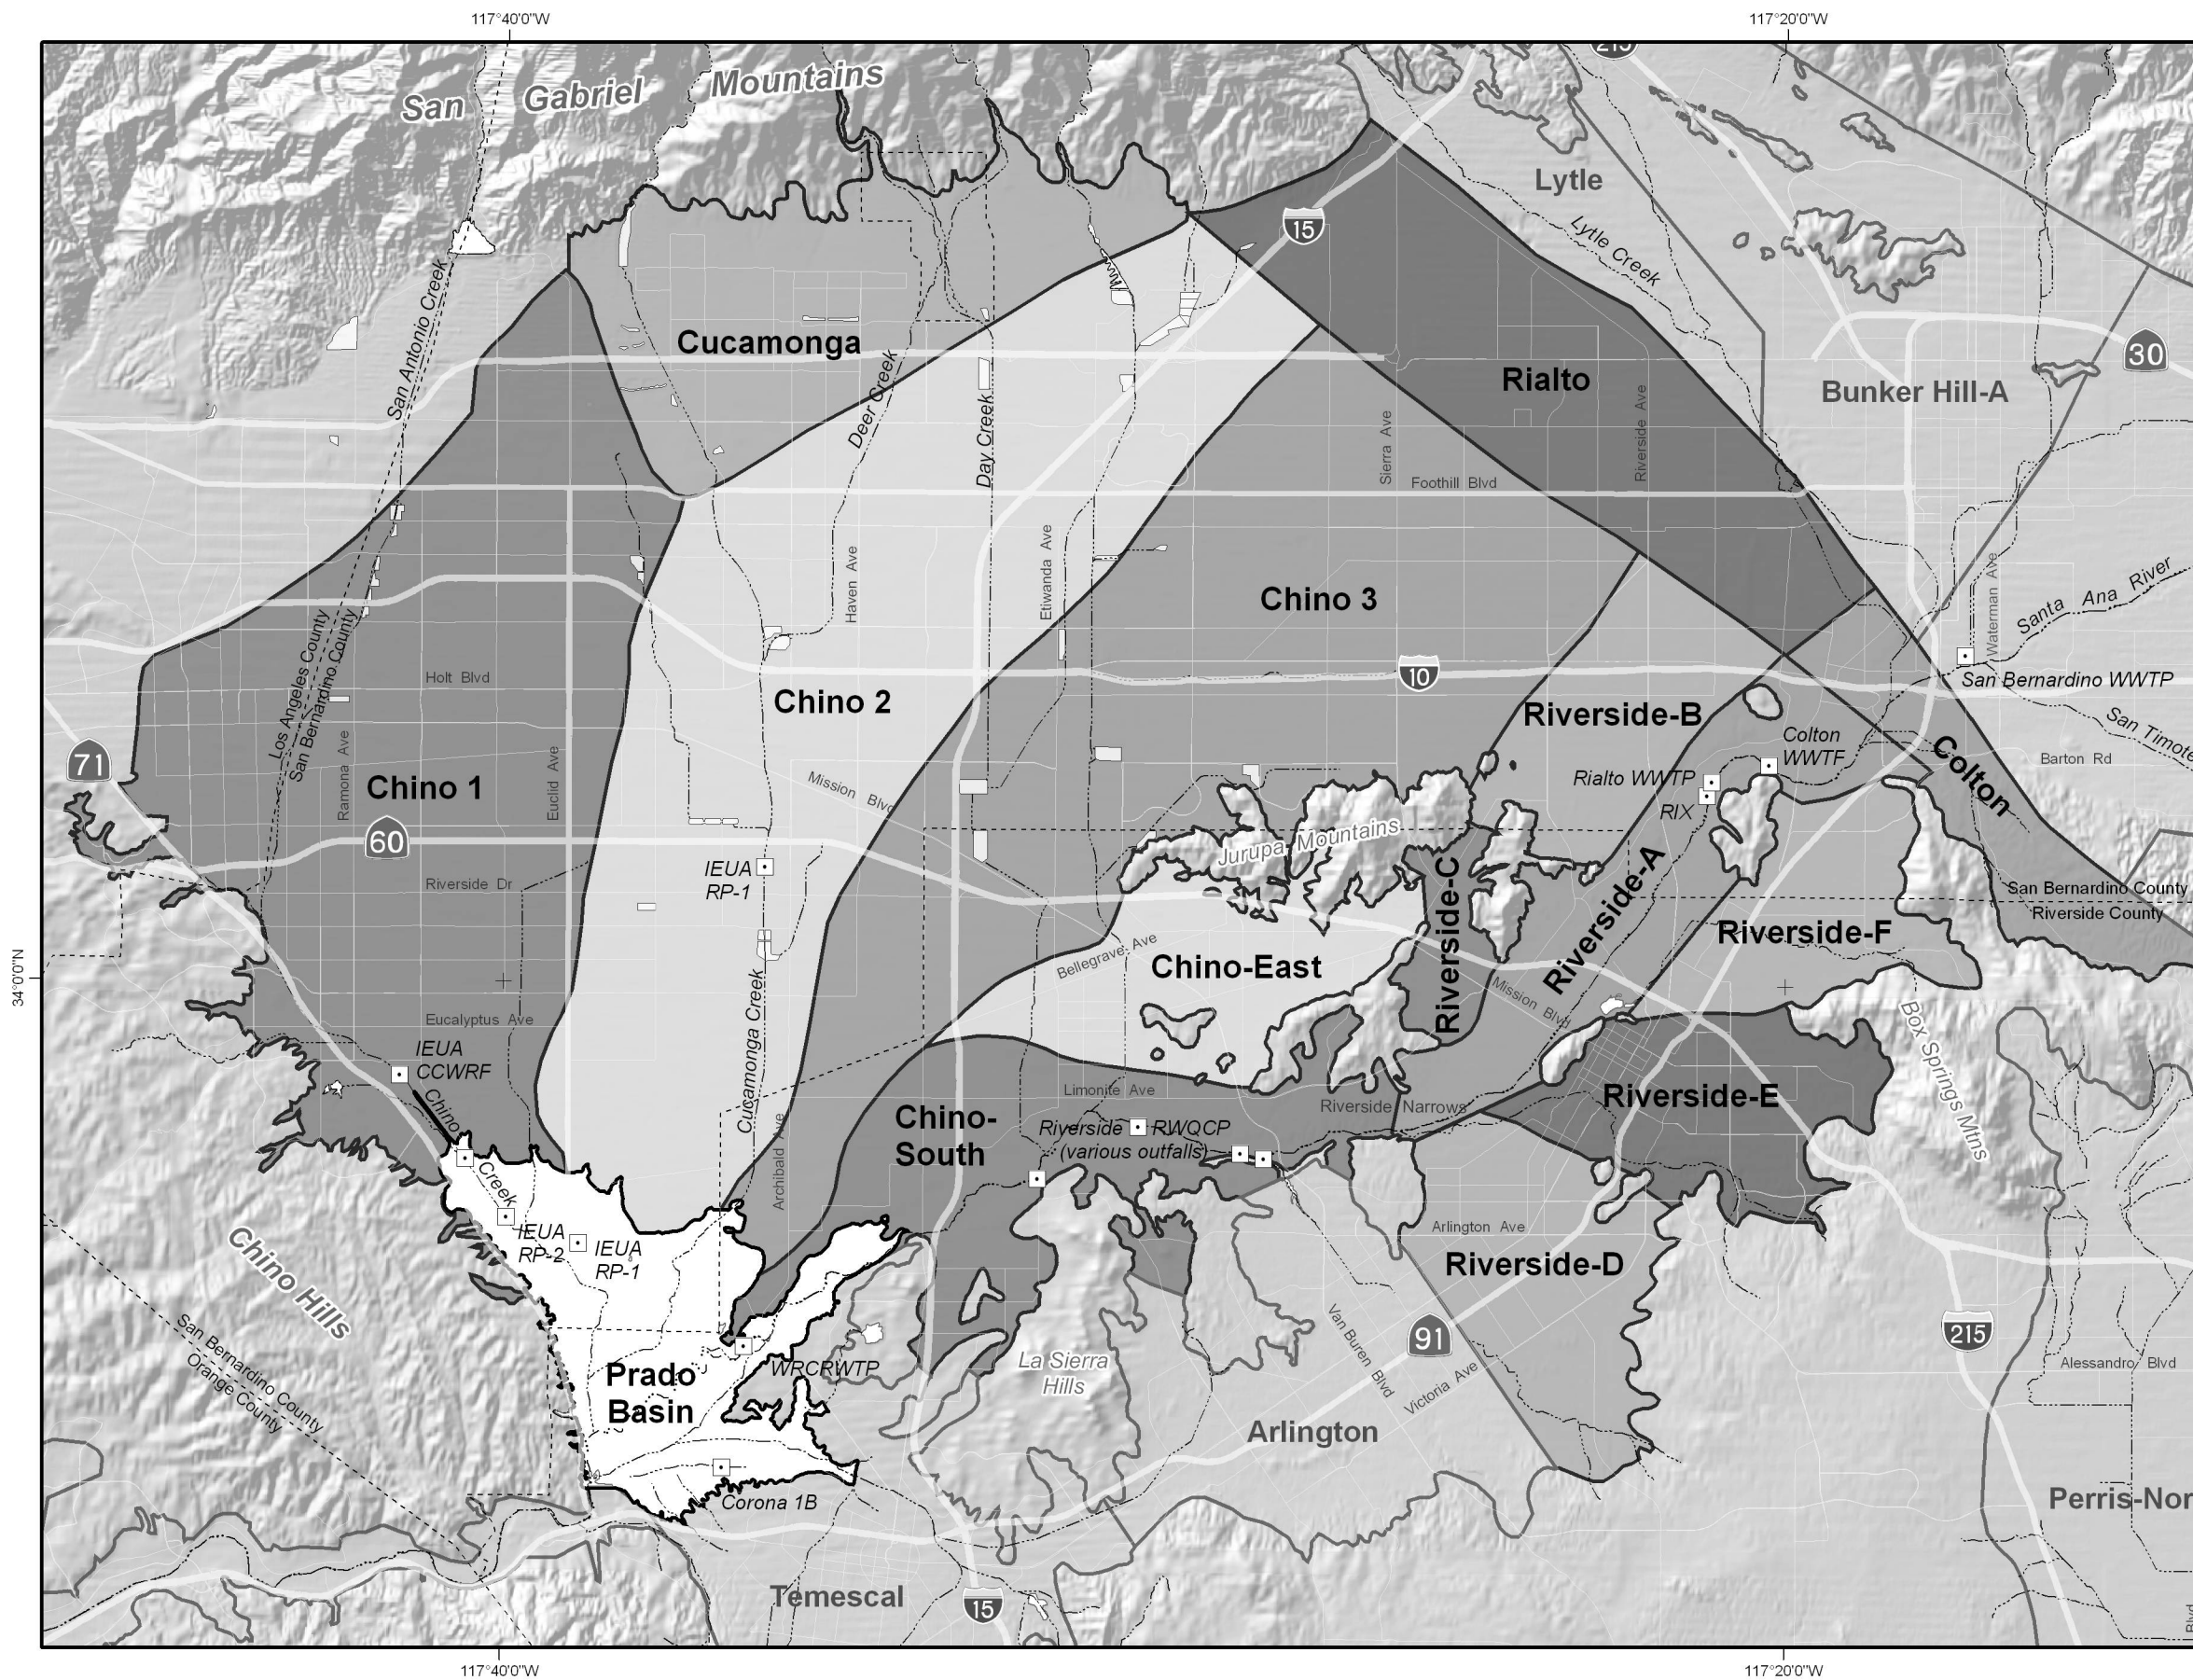 117°40'0"W
117°20'0"W
215
San Gabriel Mountains
Lytle
15
Lytle Creek
San Antonio Creek
Cucamonga
30
Deer Creek
Rialto
Bunker Hill-A
Day Creek
Sierra Ave
Riverside Ave
Foothill Blvd
Haven Ave
Etiwanda Ave
Waterman Ave
Santa Ana River
Chino 3
Los Angeles County
San Bernardino County
Holt Blvd
10
San Bernardino WWTP
Chino 2
Riverside-B
San Timote
71
Ramona Ave
Euclid Ave
Colton
WWTF
Colton
Barton Rd
Chino 1
Mission Blvd
Rialto WWTP
RIX
60
Jurupa Mountains
IEUA
RP-1
Riverside Dr
Riverside-C
Riverside-A
San Bernardino County
Riverside County
Riverside-F
34°0'0"N
Bellegrave Ave
Chino-East
Mission Blvd
Cucamonga Creek
Eucalyptus Ave
Box Springs Mtns
IEUA
CCWRF
Chino
Creek
Limonite Ave
Riverside Narrows
Riverside-E
Archibald Ave
Chino-
South
Riverside RWQCP
(various outfalls)
IEUA
RP-2
IEUA
RP-1
Arlington Ave
Riverside-D
Chino Hills
San Bernardino County
Orange County
Van Buren Blvd
91
215
Prado
Basin
WRCRWTP
La Sierra
Hills
Victoria Ave
Alessandro Blvd
Arlington
Corona 1B
Perris-Nor
Temescal
15
Blvd
117°40'0"W
117°20'0"W